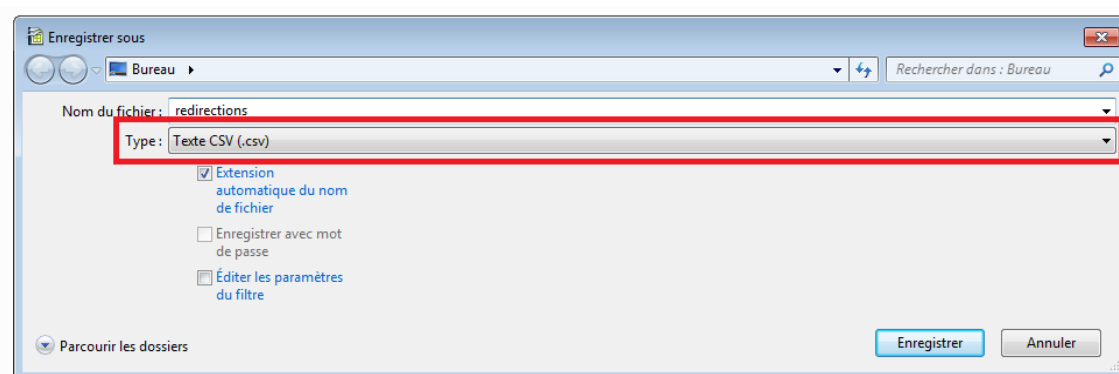 Enregistrer sous
Bureau
Rechercher dans : Bureau
Nom du fichier : redirections
Type : Texte CSV (.csv)
Extension
automatique du nom
de fichier
Enregistrer avec mot
de passe
Éditer les paramètres
du filtre
Parcourir les dossiers
Enregistrer
Annuler